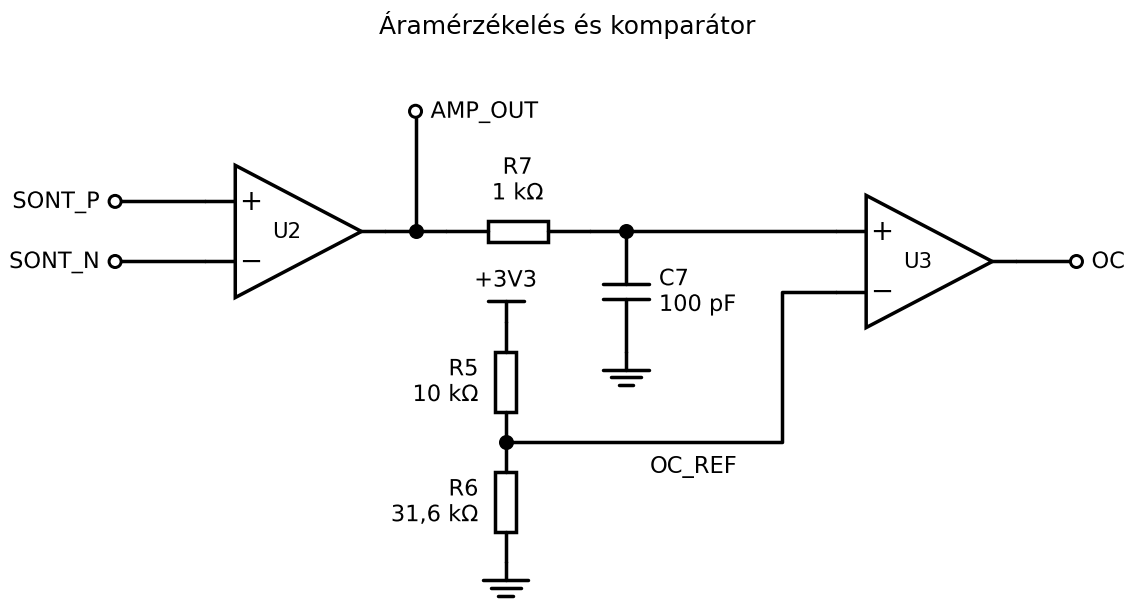 Áramérzékelés és komparátor
AMP_OUT
R7
1 kΩ
SONT_P
+
U2
SONT_N
−
+
U3
−
OC
+3V3
C7
100 pF
R5
10 kΩ
OC_REF
R6
31,6 kΩ